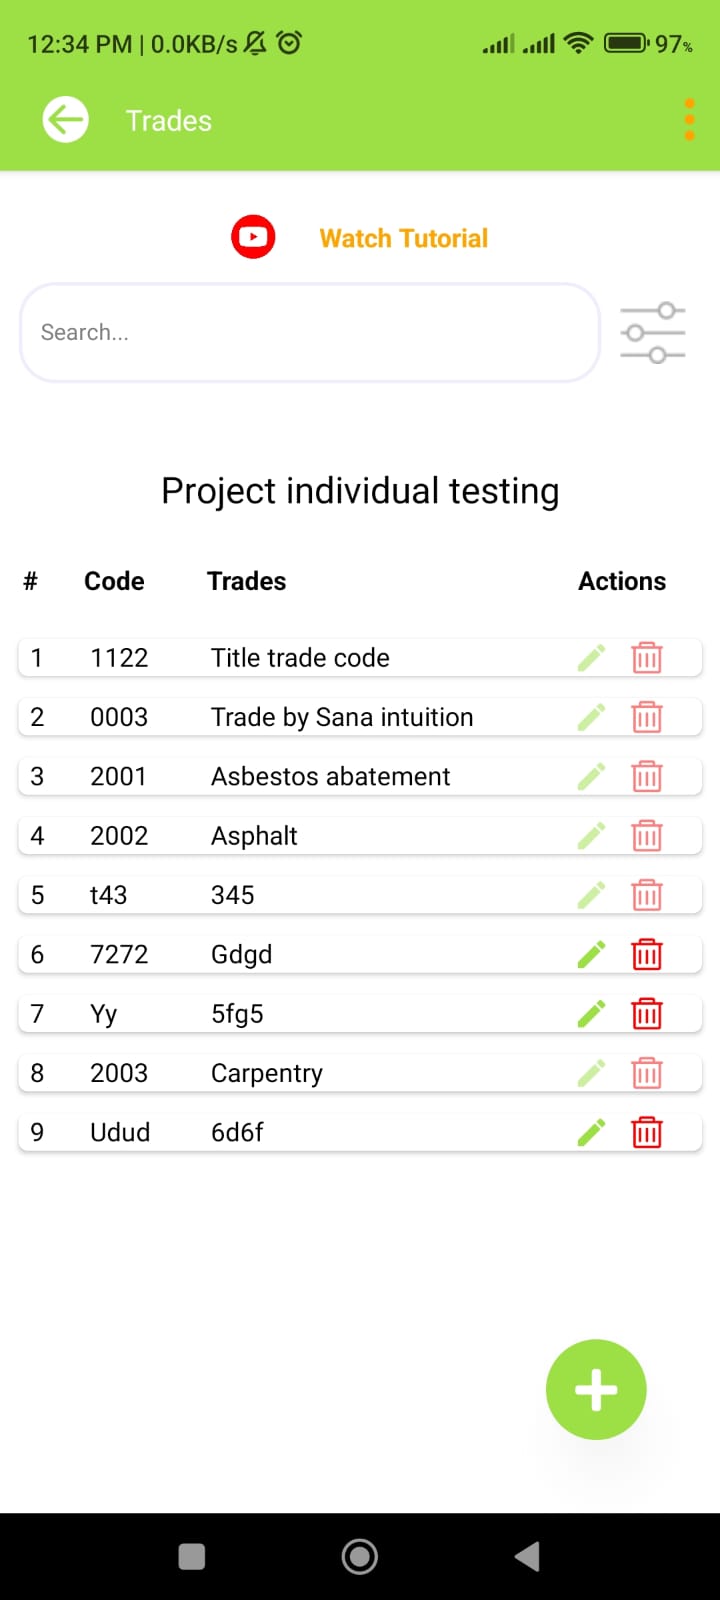 12:34 PM | 0.0KB/s 97%
Trades
Watch Tutorial
Search...
Project individual testing
# Code Trades Actions
1 1122 Title trade code
2 0003 Trade by Sana intuition
3 2001 Asbestos abatement
4 2002 Asphalt
5 t43 345
6 7272 Gdgd
7 Yy 5fg5
8 2003 Carpentry
9 Udud 6d6f